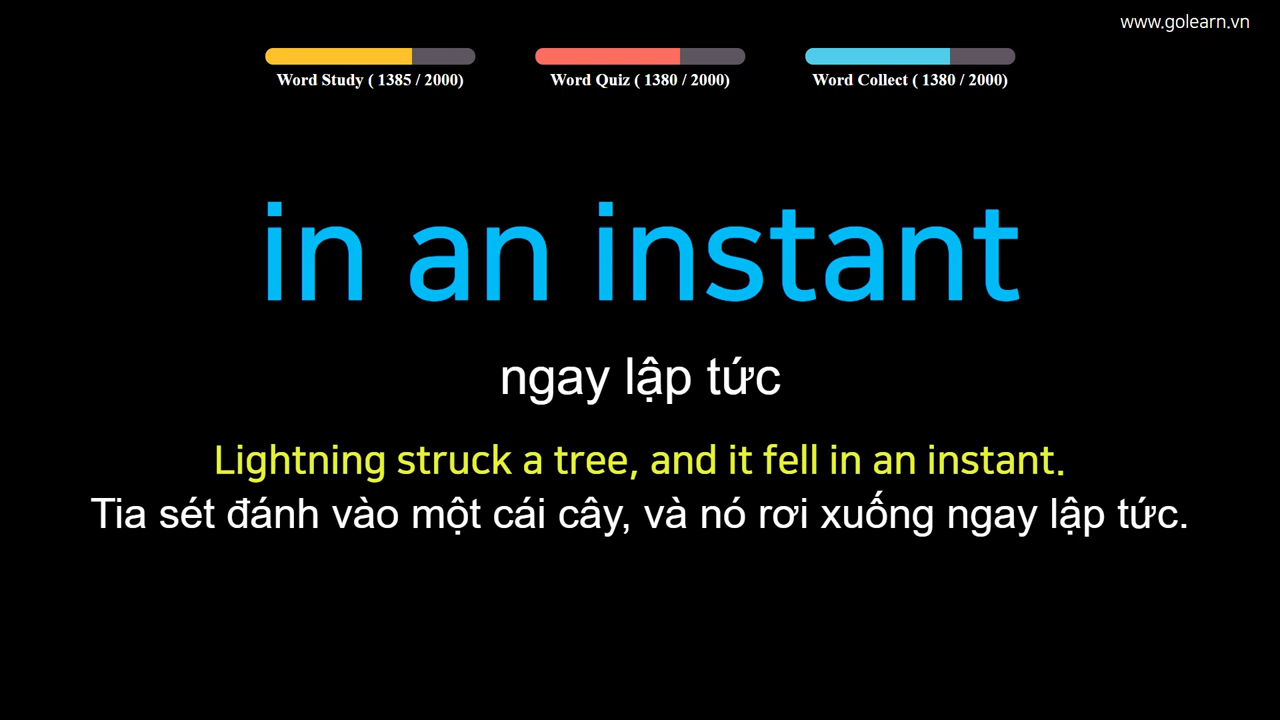 www.golearn.vn
Word Study ( 1385 / 2000) Word Quiz ( 1380 / 2000) Word Collect ( 1380 / 2000)
in an instant
ngay lập tức
Lightning struck a tree, and it fell in an instant.
Tia sét đánh vào một cái cây, và nó rơi xuống ngay lập tức.